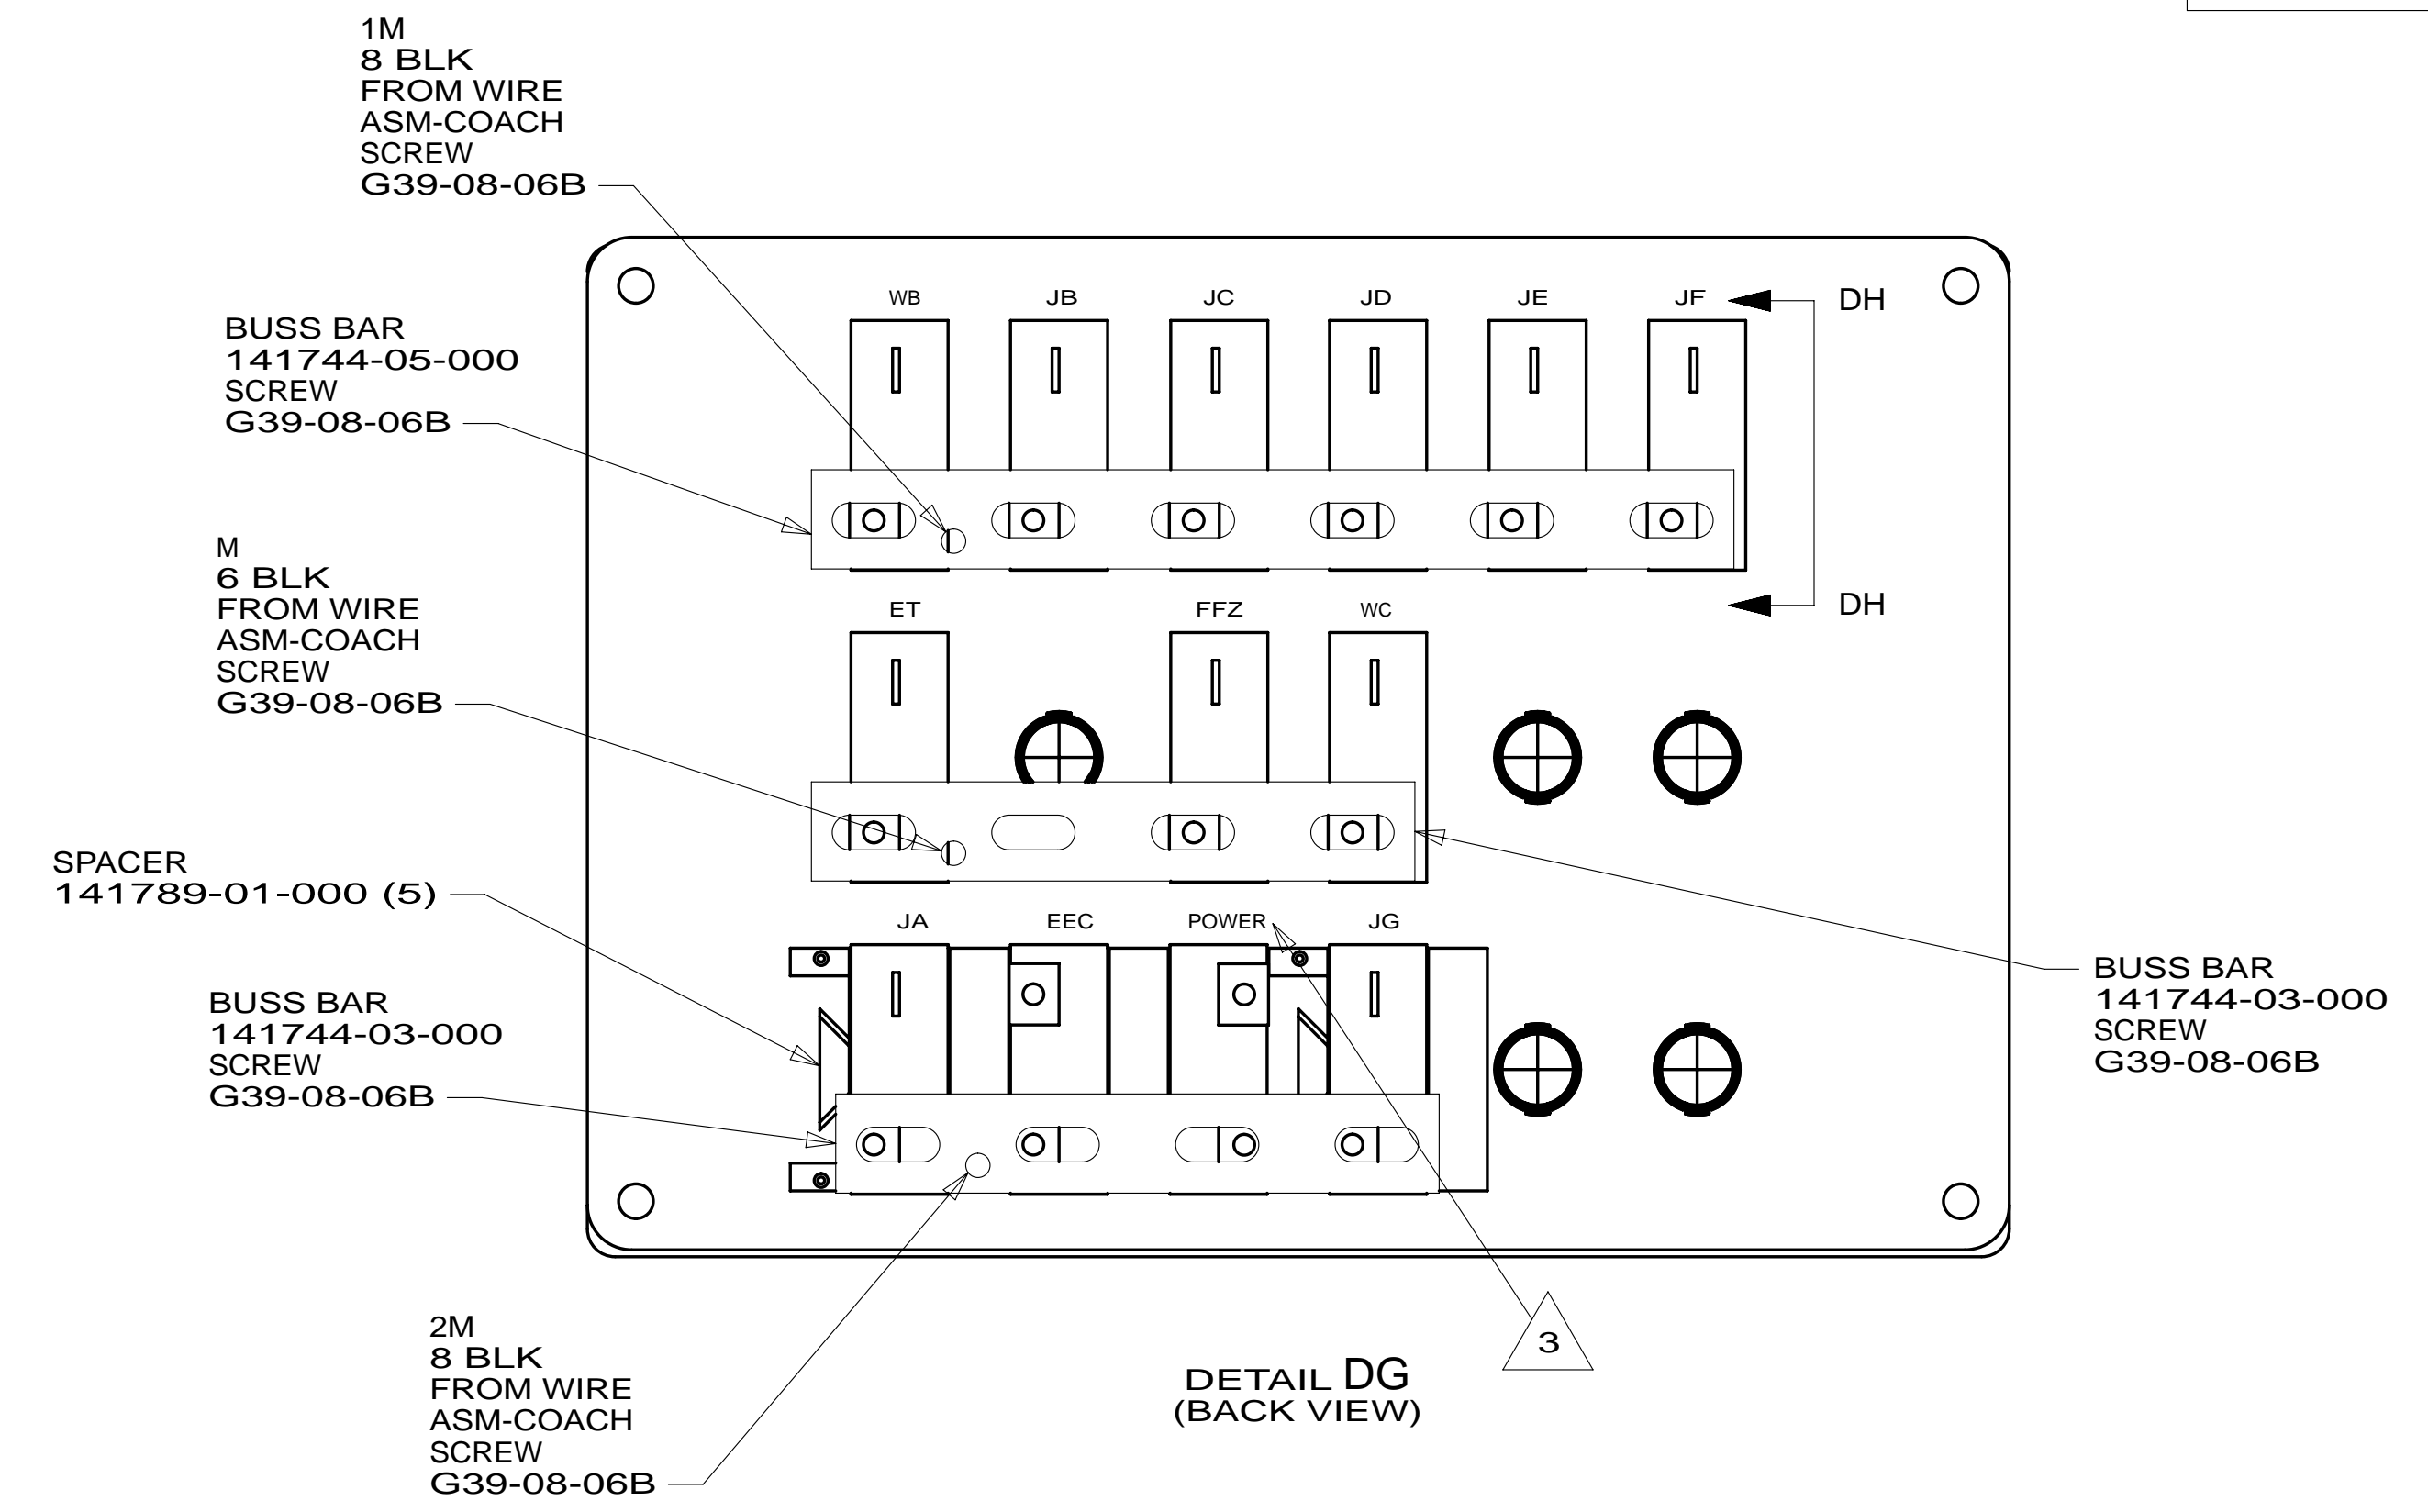 1M
8 BLK
FROM WIRE
ASM-COACH
SCREW
G39-08-06B
BUSS BAR
141744-05-000
SCREW
G39-08-06B
WB JB JC JD JE JF
DH
DH
M
6 BLK
FROM WIRE
ASM-COACH
SCREW
G39-08-06B
ET FFZ WC
SPACER
141789-01-000 (5)
JA EEC POWER JG
BUSS BAR
141744-03-000
SCREW
G39-08-06B
BUSS BAR
141744-03-000
SCREW
G39-08-06B
2M
8 BLK
FROM WIRE
ASM-COACH
SCREW
G39-08-06B
3
DETAIL DG
(BACK VIEW)